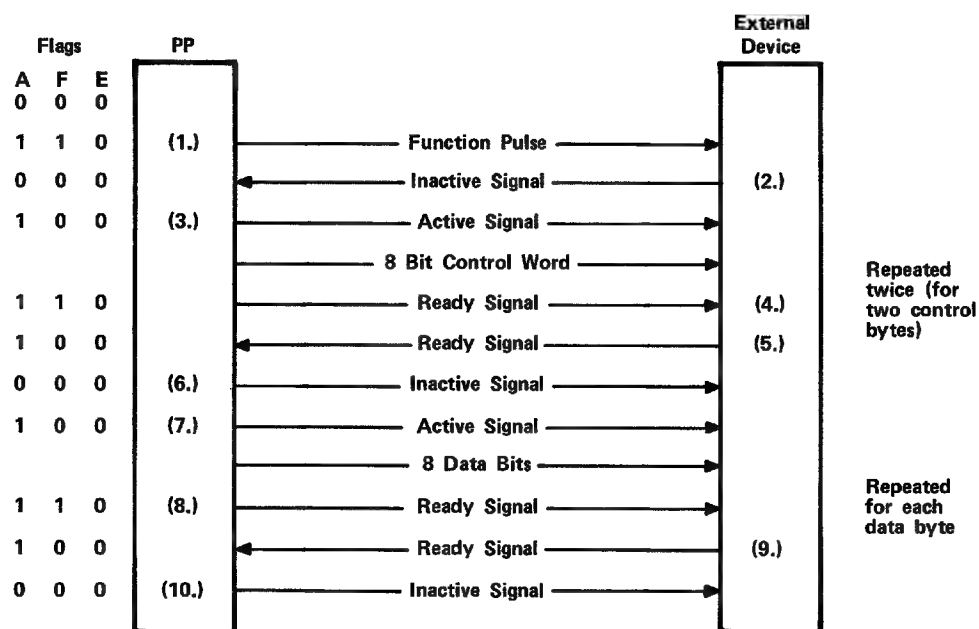 External
Flags PP Device
A F E
0 0 0
1 1 0 (1.) Function Pulse
0 0 0 Inactive Signal (2.)
1 0 0 (3.) Active Signal
8 Bit Control Word
1 1 0 Ready Signal (4.)
1 0 0 Ready Signal (5.)
Repeated
twice (for
two control
bytes)
0 0 0 (6.) Inactive Signal
1 0 0 (7.) Active Signal
8 Data Bits
1 1 0 (8.) Ready Signal
1 0 0 Ready Signal (9.)
Repeated
for each
data byte
0 0 0 (10.) Inactive Signal